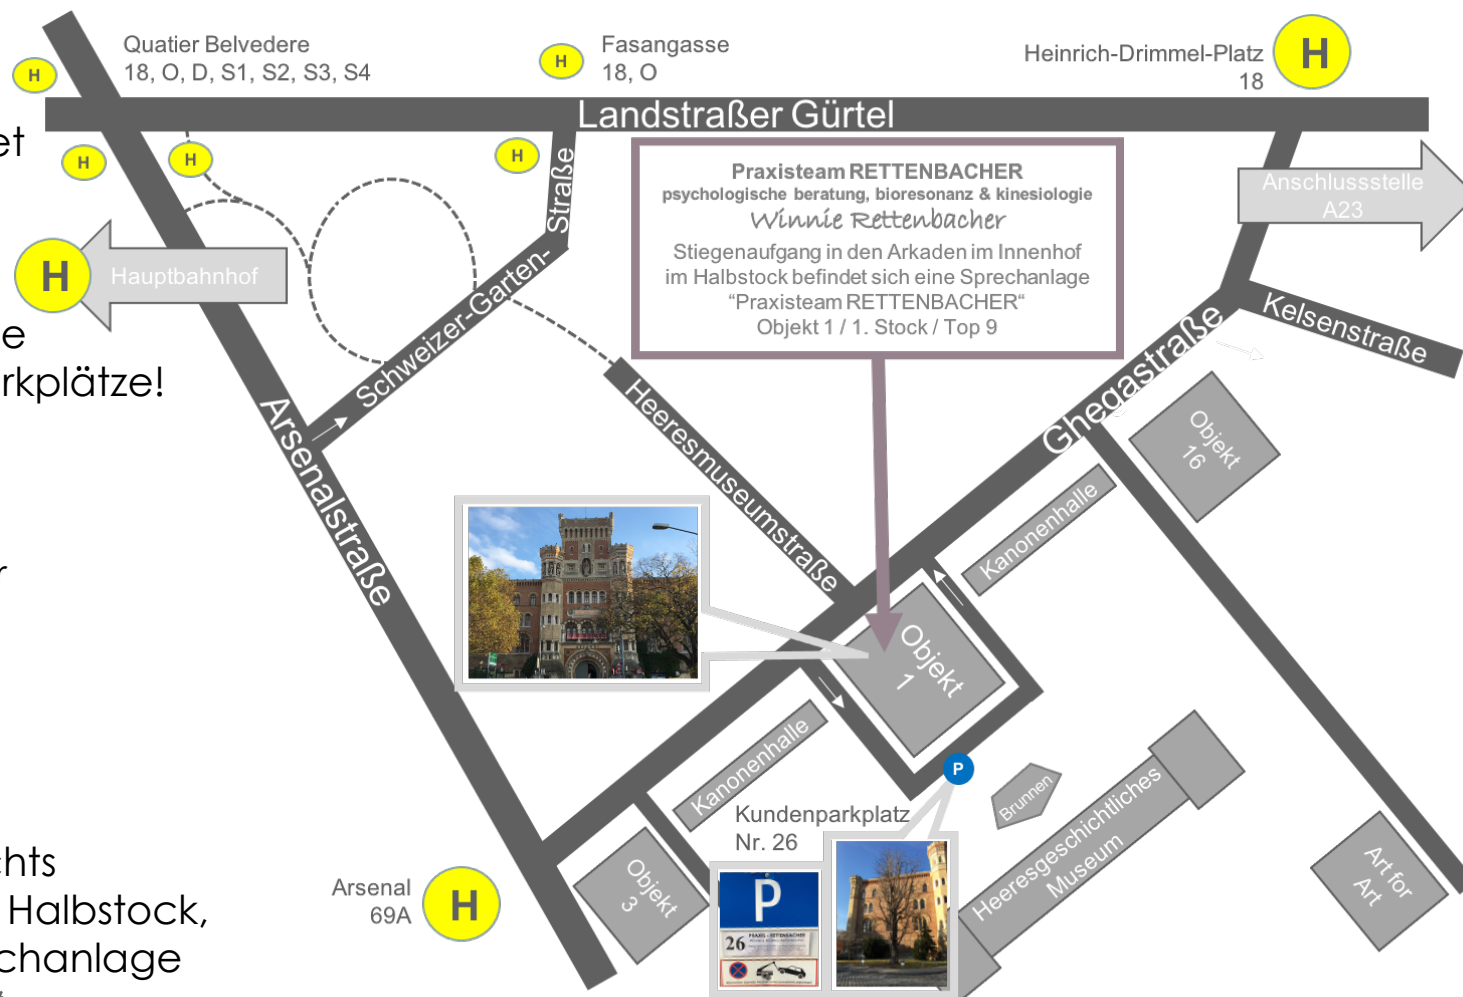 Quatier Belvedere
18, O, D, S1, S2, S3, S4
Fasangasse
18, O
Heinrich-Drimmel-Platz
18
H
H
H
Landstraßer Gürtel
et
H
H
H
Praxisteam RETTENBACHER
psychologische beratung, bioresonanz & kinesiologie
Winnie Rettenbacher
Stiegenaufgang in den Arkaden im Innenhof
im Halbstock befindet sich eine Sprechanlage
"Praxisteam RETTENBACHER"
Objekt 1 / 1. Stock / Top 9
Anschlussstelle
A23
H
Hauptbahnhof
Schweizer-Garten-
Straße
Kelsenstraße
e
rkplätze!
Arsenalstraße
Heeresmuseumstraße
Ghegastraße
Objekt
16
Kanonenhalle
r
Objekt
1
Kanonenhalle
P
Brunnen
Kundenparkplatz
Nr. 26
Heeresgeschichtliches
Museum
Art for
Art
Objekt
3
Arsenal
69A
H
P
26
PRAXIS - RETTENBACHER
chts
Halbstock,
chanlage